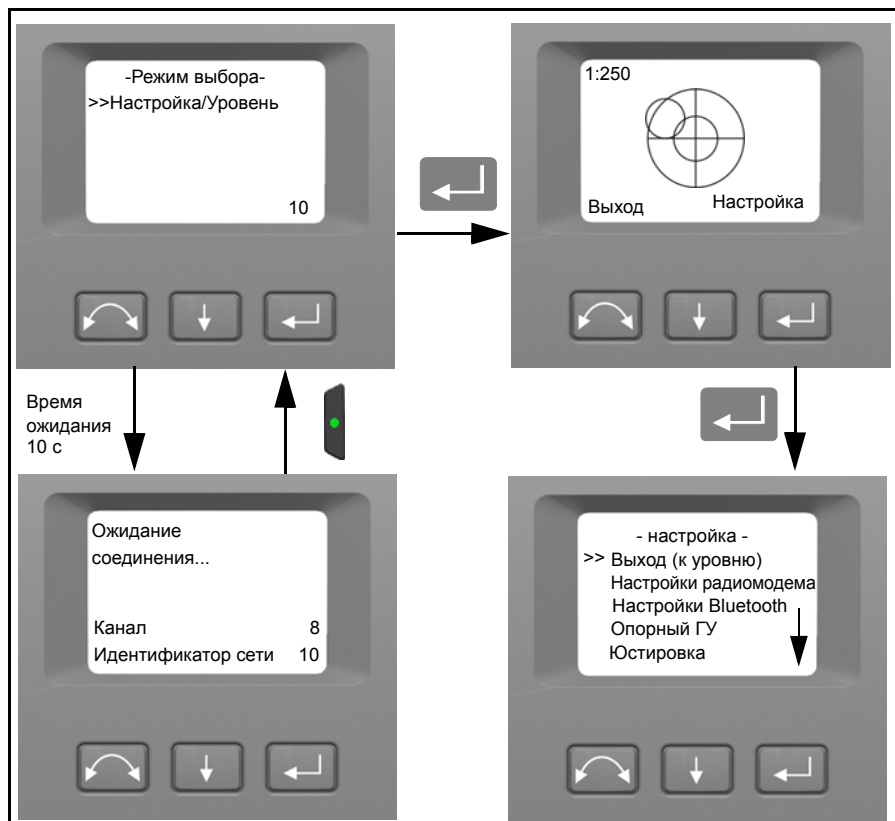 -Режим выбора-
>>Настройка/Уровень
10
1:250
Выход Настройка
Время
ожидания
10 с
Ожидание
соединения...
Канал 8
Идентификатор сети 10
- настройка -
>> Выход (к уровню)
Настройки радиомодема
Настройки Bluetooth
Опорный ГУ
Юстировка